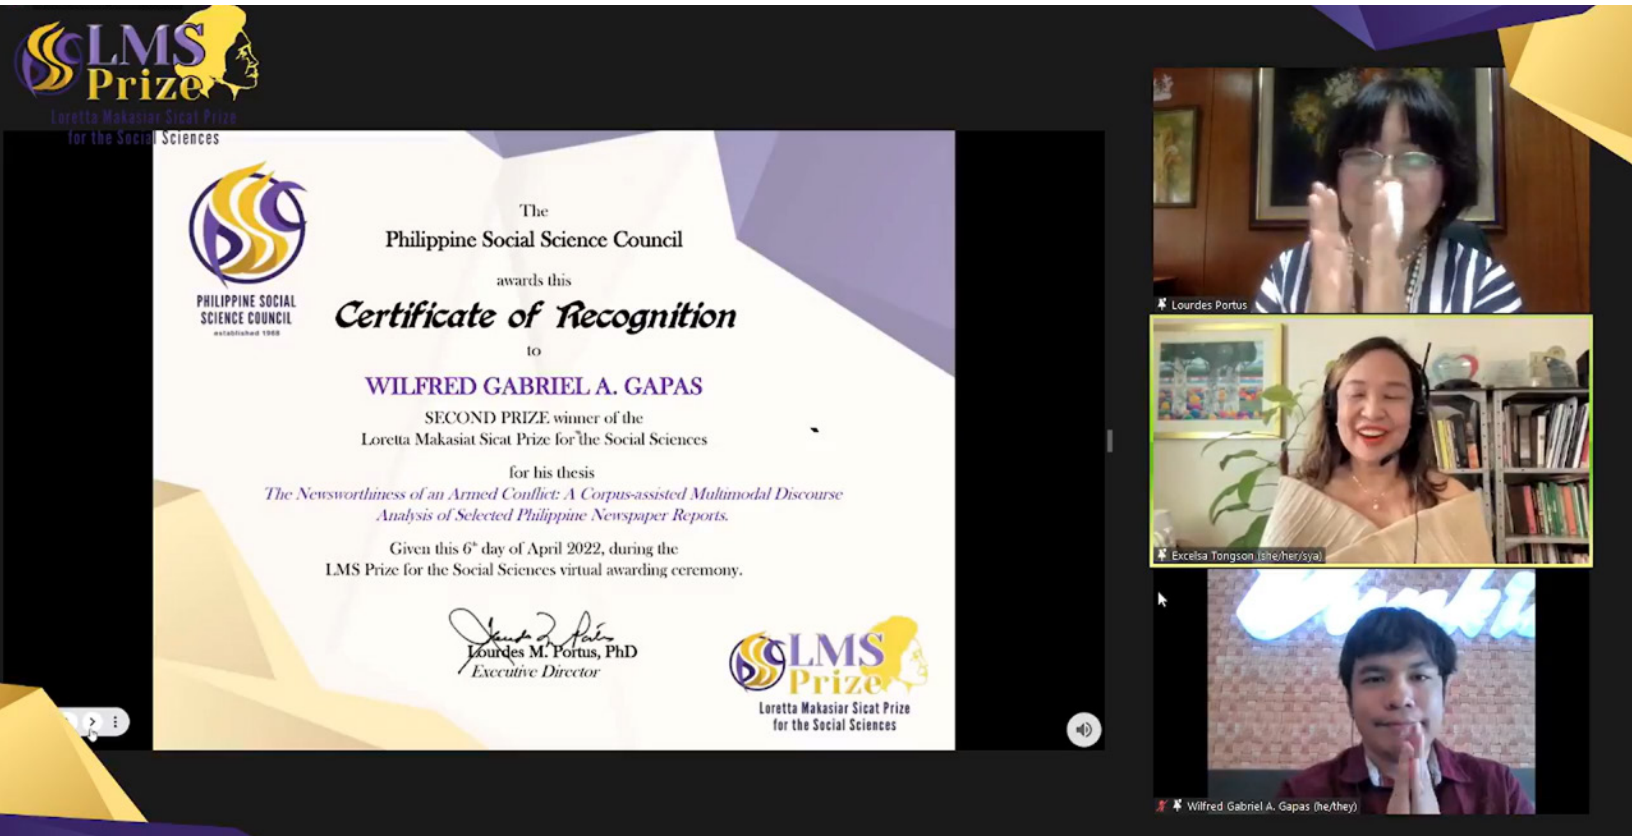 LMS
Prize
Loretta Makasiar Sicat Prize
for the Social Sciences
PHILIPPINE SOCIAL
SCIENCE COUNCIL
established 1968
The
Philippine Social Science Council
awards this
Certificate of Recognition
to
WILFRED GABRIEL A. GAPAS
SECOND PRIZE winner of the
Loretta Makasiat Sicat Prize for the Social Sciences
for his thesis
The Newsworthiness of an Armed Conflict: A Corpus-assisted Multimodal Discourse
Analysis of Selected Philippine Newspaper Reports.
Given this 6th day of April 2022, during the
LMS Prize for the Social Sciences virtual awarding ceremony.
Lourdes M. Portus, PhD
Executive Director
LMS
Prize
Loretta Makasiar Sicat Prize
for the Social Sciences
Lourdes Portus
Excelsa Tongson (she/her/sya)
Wilfred Gabriel A. Gapas (he/they)